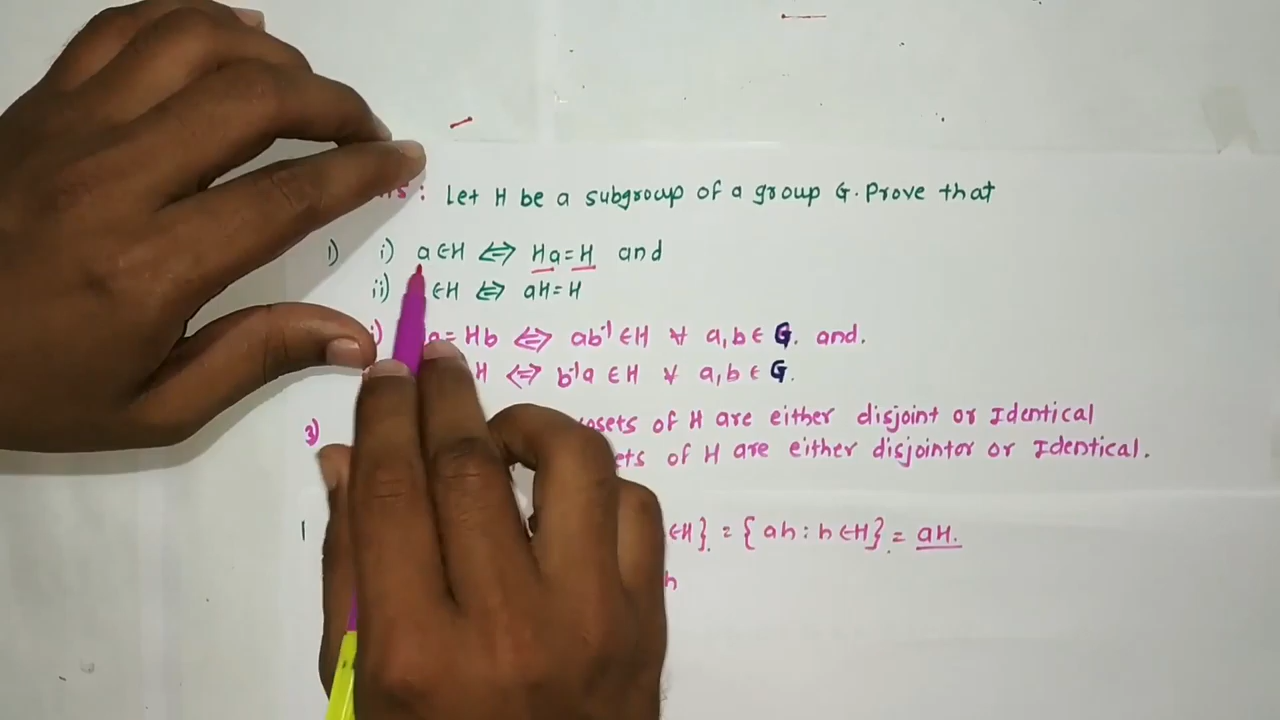 : Let H be a subgroup of a group G. Prove that
1) i) a ∈ H ⇔ Ha = H and
ii) ∈ H ⇔ aH = H
i) a = Hb ⇔ ab⁻¹ ∈ H ∀ a, b ∈ G. and.
H ⇔ b⁻¹a ∈ H ∀ a, b ∈ G.
3) osets of H are either disjoint or Identical
ets of H are either disjointor or Identical.
∈ H}. = {ah : h ∈ H}. = aH.
h